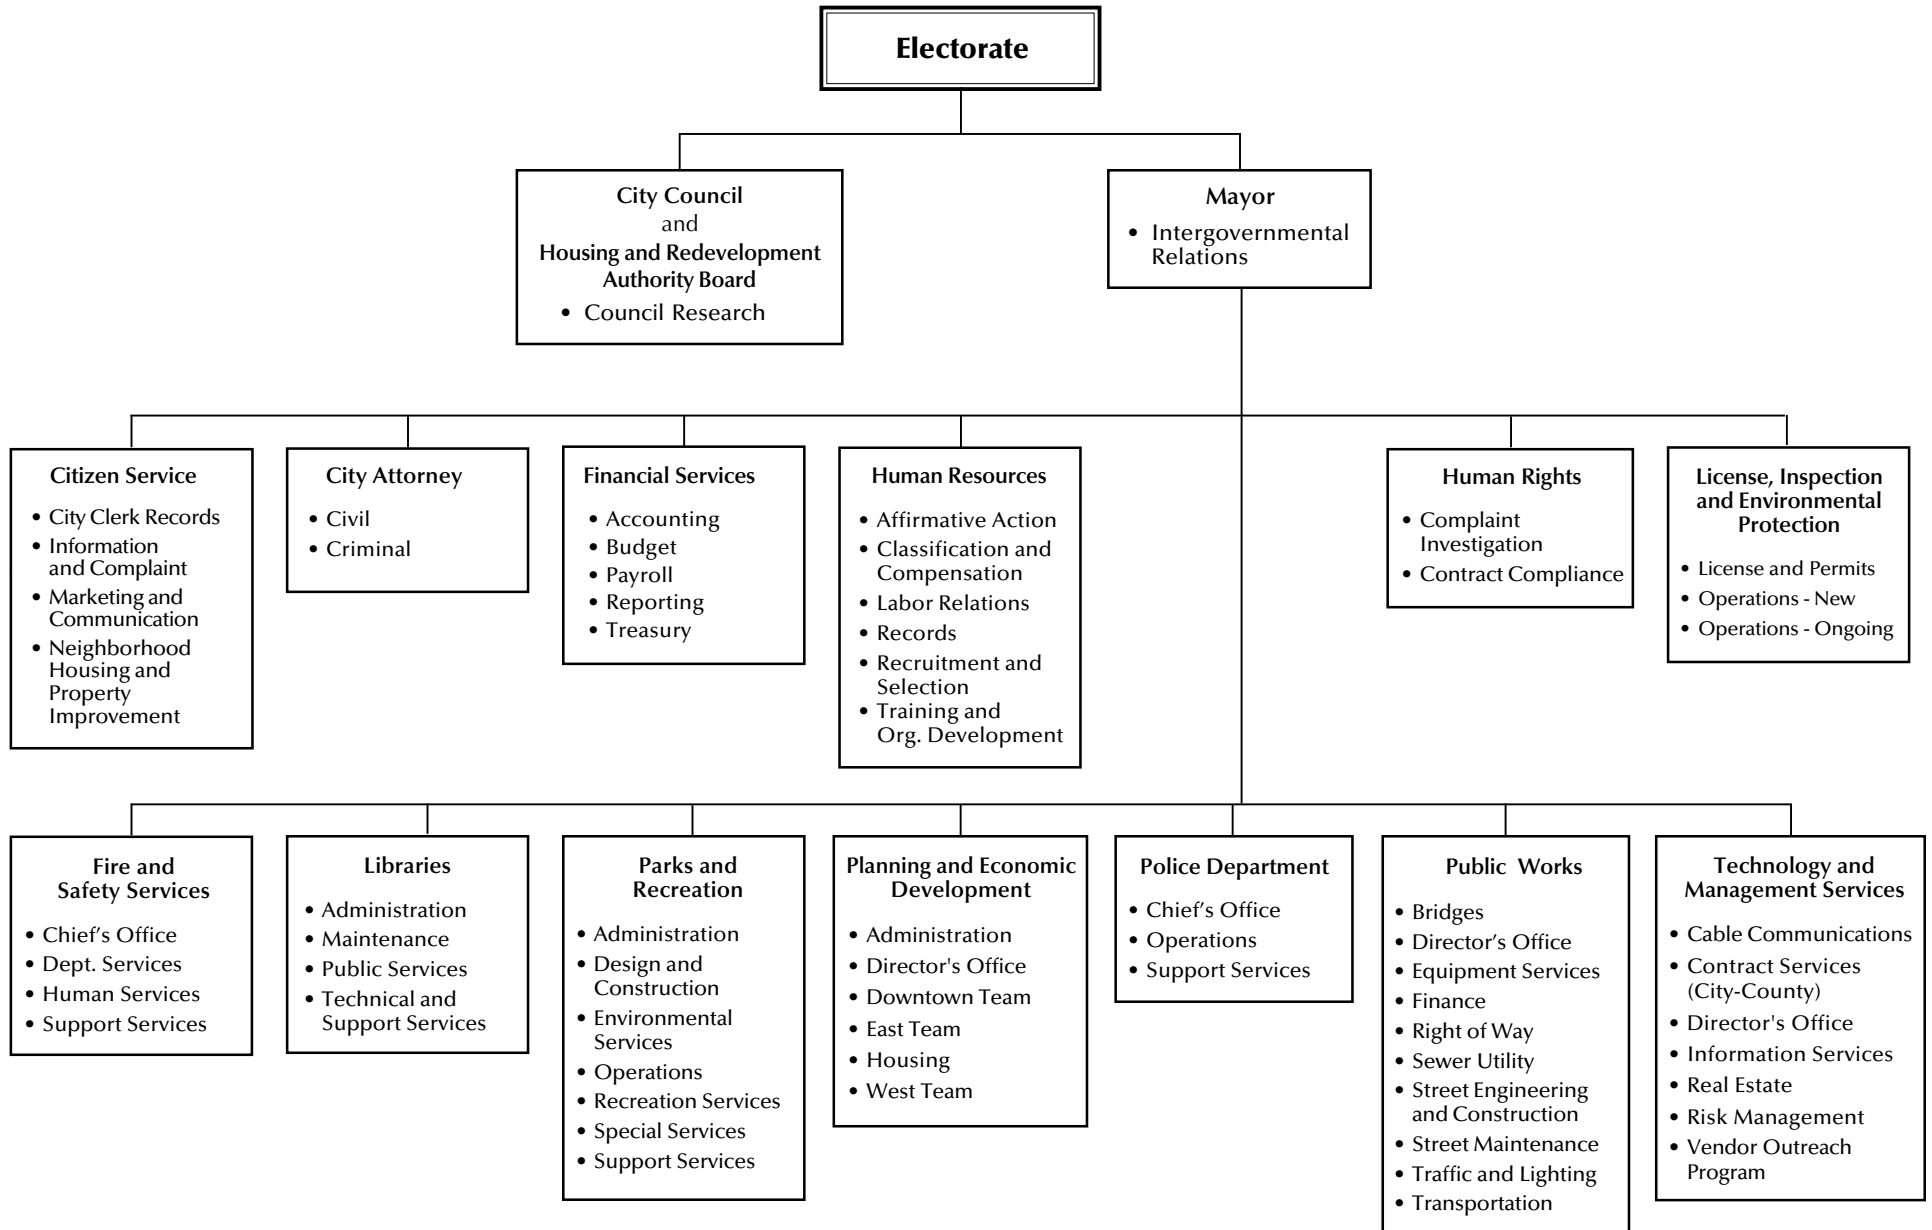 Electorate
City Council
and
Housing and Redevelopment
Authority Board
• Council Research
Mayor
• Intergovernmental
Relations
Citizen Service
• City Clerk Records
• Information
and Complaint
• Marketing and
Communication
• Neighborhood
Housing and
Property
Improvement
City Attorney
• Civil
• Criminal
Financial Services
• Accounting
• Budget
• Payroll
• Reporting
• Treasury
Human Resources
• Affirmative Action
• Classification and
Compensation
• Labor Relations
• Records
• Recruitment and
Selection
• Training and
Org. Development
Human Rights
• Complaint
Investigation
• Contract Compliance
License, Inspection
and Environmental
Protection
• License and Permits
• Operations - New
• Operations - Ongoing
Fire and
Safety Services
• Chief’s Office
• Dept. Services
• Human Services
• Support Services
Libraries
• Administration
• Maintenance
• Public Services
• Technical and
Support Services
Parks and
Recreation
• Administration
• Design and
Construction
• Environmental
Services
• Operations
• Recreation Services
• Special Services
• Support Services
Planning and Economic
Development
• Administration
• Director's Office
• Downtown Team
• East Team
• Housing
• West Team
Police Department
• Chief’s Office
• Operations
• Support Services
Public Works
• Bridges
• Director’s Office
• Equipment Services
• Finance
• Right of Way
• Sewer Utility
• Street Engineering
and Construction
• Street Maintenance
• Traffic and Lighting
• Transportation
Technology and
Management Services
• Cable Communications
• Contract Services
(City-County)
• Director's Office
• Information Services
• Real Estate
• Risk Management
• Vendor Outreach
Program